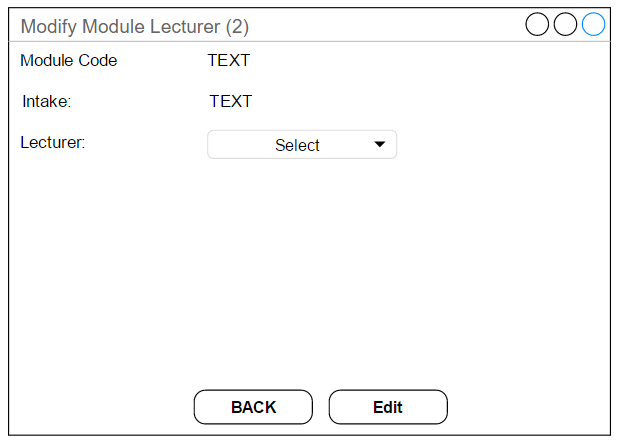 Modify Module Lecturer (2)
Module Code TEXT
Intake: TEXT
Lecturer: Select
BACK Edit